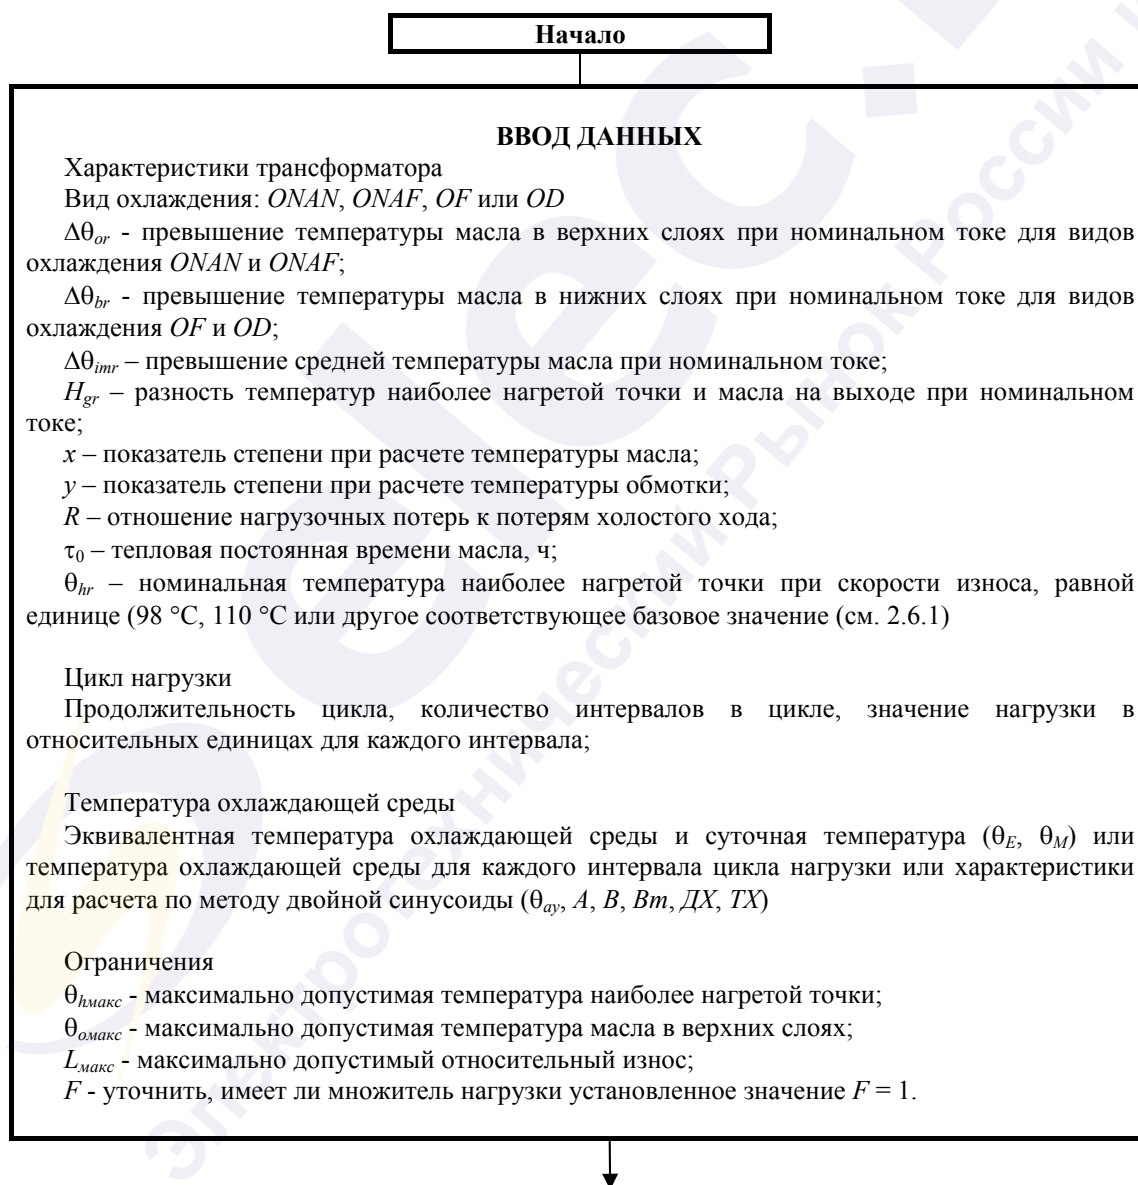 Начало
ВВОД ДАННЫХ
Характеристики трансформатора
Вид охлаждения: ONAN, ONAF, OF или OD
Δθor - превышение температуры масла в верхних слоях при номинальном токе для видов
охлаждения ONAN и ONAF;
Δθbr - превышение температуры масла в нижних слоях при номинальном токе для видов
охлаждения OF и OD;
Δθimr – превышение средней температуры масла при номинальном токе;
Hgr – разность температур наиболее нагретой точки и масла на выходе при номинальном
токе;
x – показатель степени при расчете температуры масла;
y – показатель степени при расчете температуры обмотки;
R – отношение нагрузочных потерь к потерям холостого хода;
τ0 – тепловая постоянная времени масла, ч;
θhr – номинальная температура наиболее нагретой точки при скорости износа, равной
единице (98 °C, 110 °C или другое соответствующее базовое значение (см. 2.6.1)
Цикл нагрузки
Продолжительность цикла, количество интервалов в цикле, значение нагрузки в
относительных единицах для каждого интервала;
Температура охлаждающей среды
Эквивалентная температура охлаждающей среды и суточная температура (θE, θM) или
температура охлаждающей среды для каждого интервала цикла нагрузки или характеристики
для расчета по методу двойной синусоиды (θay, A, B, Bm, ДХ, ТХ)
Ограничения
θhмакс - максимально допустимая температура наиболее нагретой точки;
θoмакс - максимально допустимая температура масла в верхних слоях;
Lмакс - максимально допустимый относительный износ;
F - уточнить, имеет ли множитель нагрузки установленное значение F = 1.
elec.
Электротехнический Рынок России и